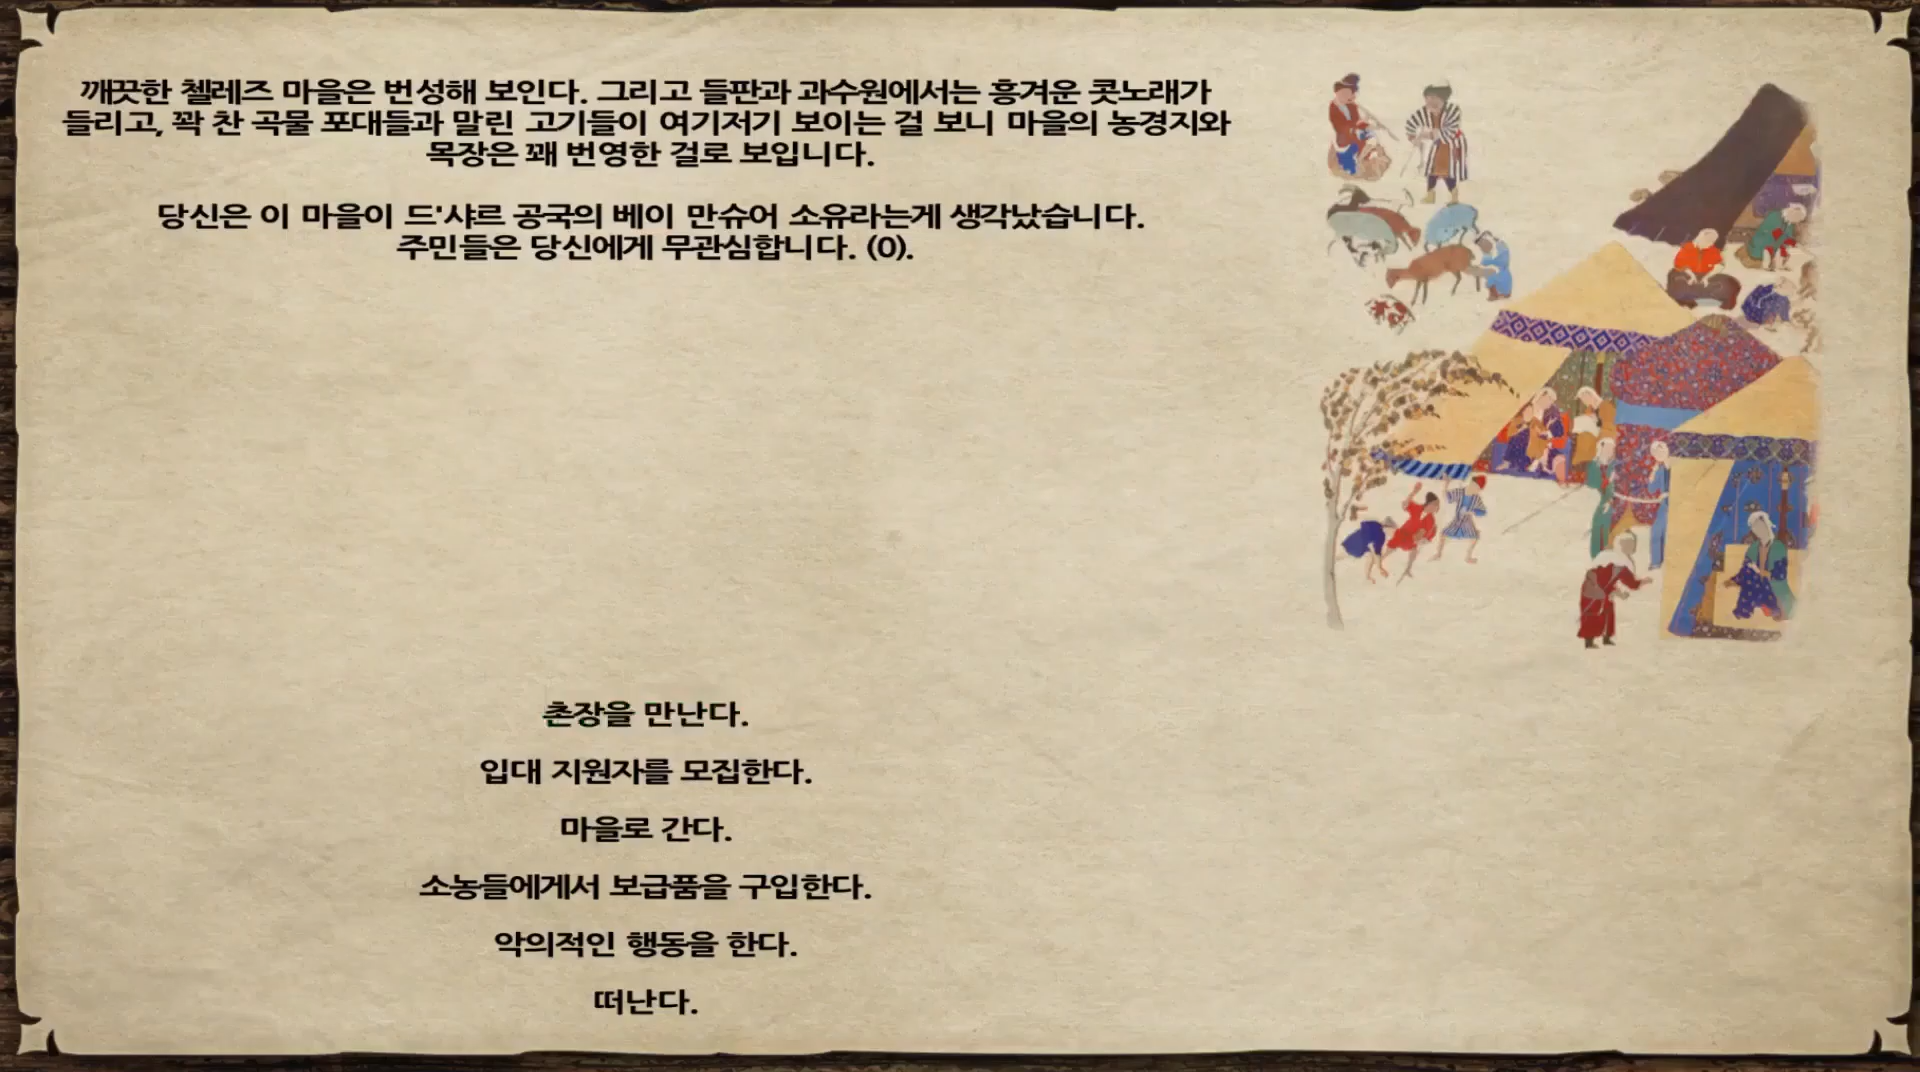 깨끗한 첼레즈 마을은 번성해 보인다. 그리고 들판과 과수원에서는 흥겨운 콧노래가
들리고, 꽉 찬 곡물 포대들과 말린 고기들이 여기저기 보이는 걸 보니 마을의 농경지와
목장은 꽤 번영한 걸로 보입니다.
당신은 이 마을이 드'샤르 공국의 베이 만슈어 소유라는게 생각났습니다.
주민들은 당신에게 무관심합니다. (0).
촌장을 만난다.
입대 지원자를 모집한다.
마을로 간다.
소농들에게서 보급품을 구입한다.
악의적인 행동을 한다.
떠난다.